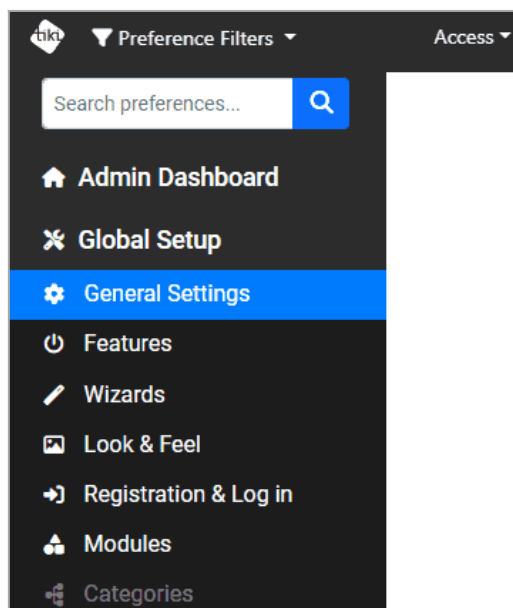 tiki Preference Filters Access
Search preferences...
Admin Dashboard
Global Setup
General Settings
Features
Wizards
Look & Feel
Registration & Log in
Modules
Categories